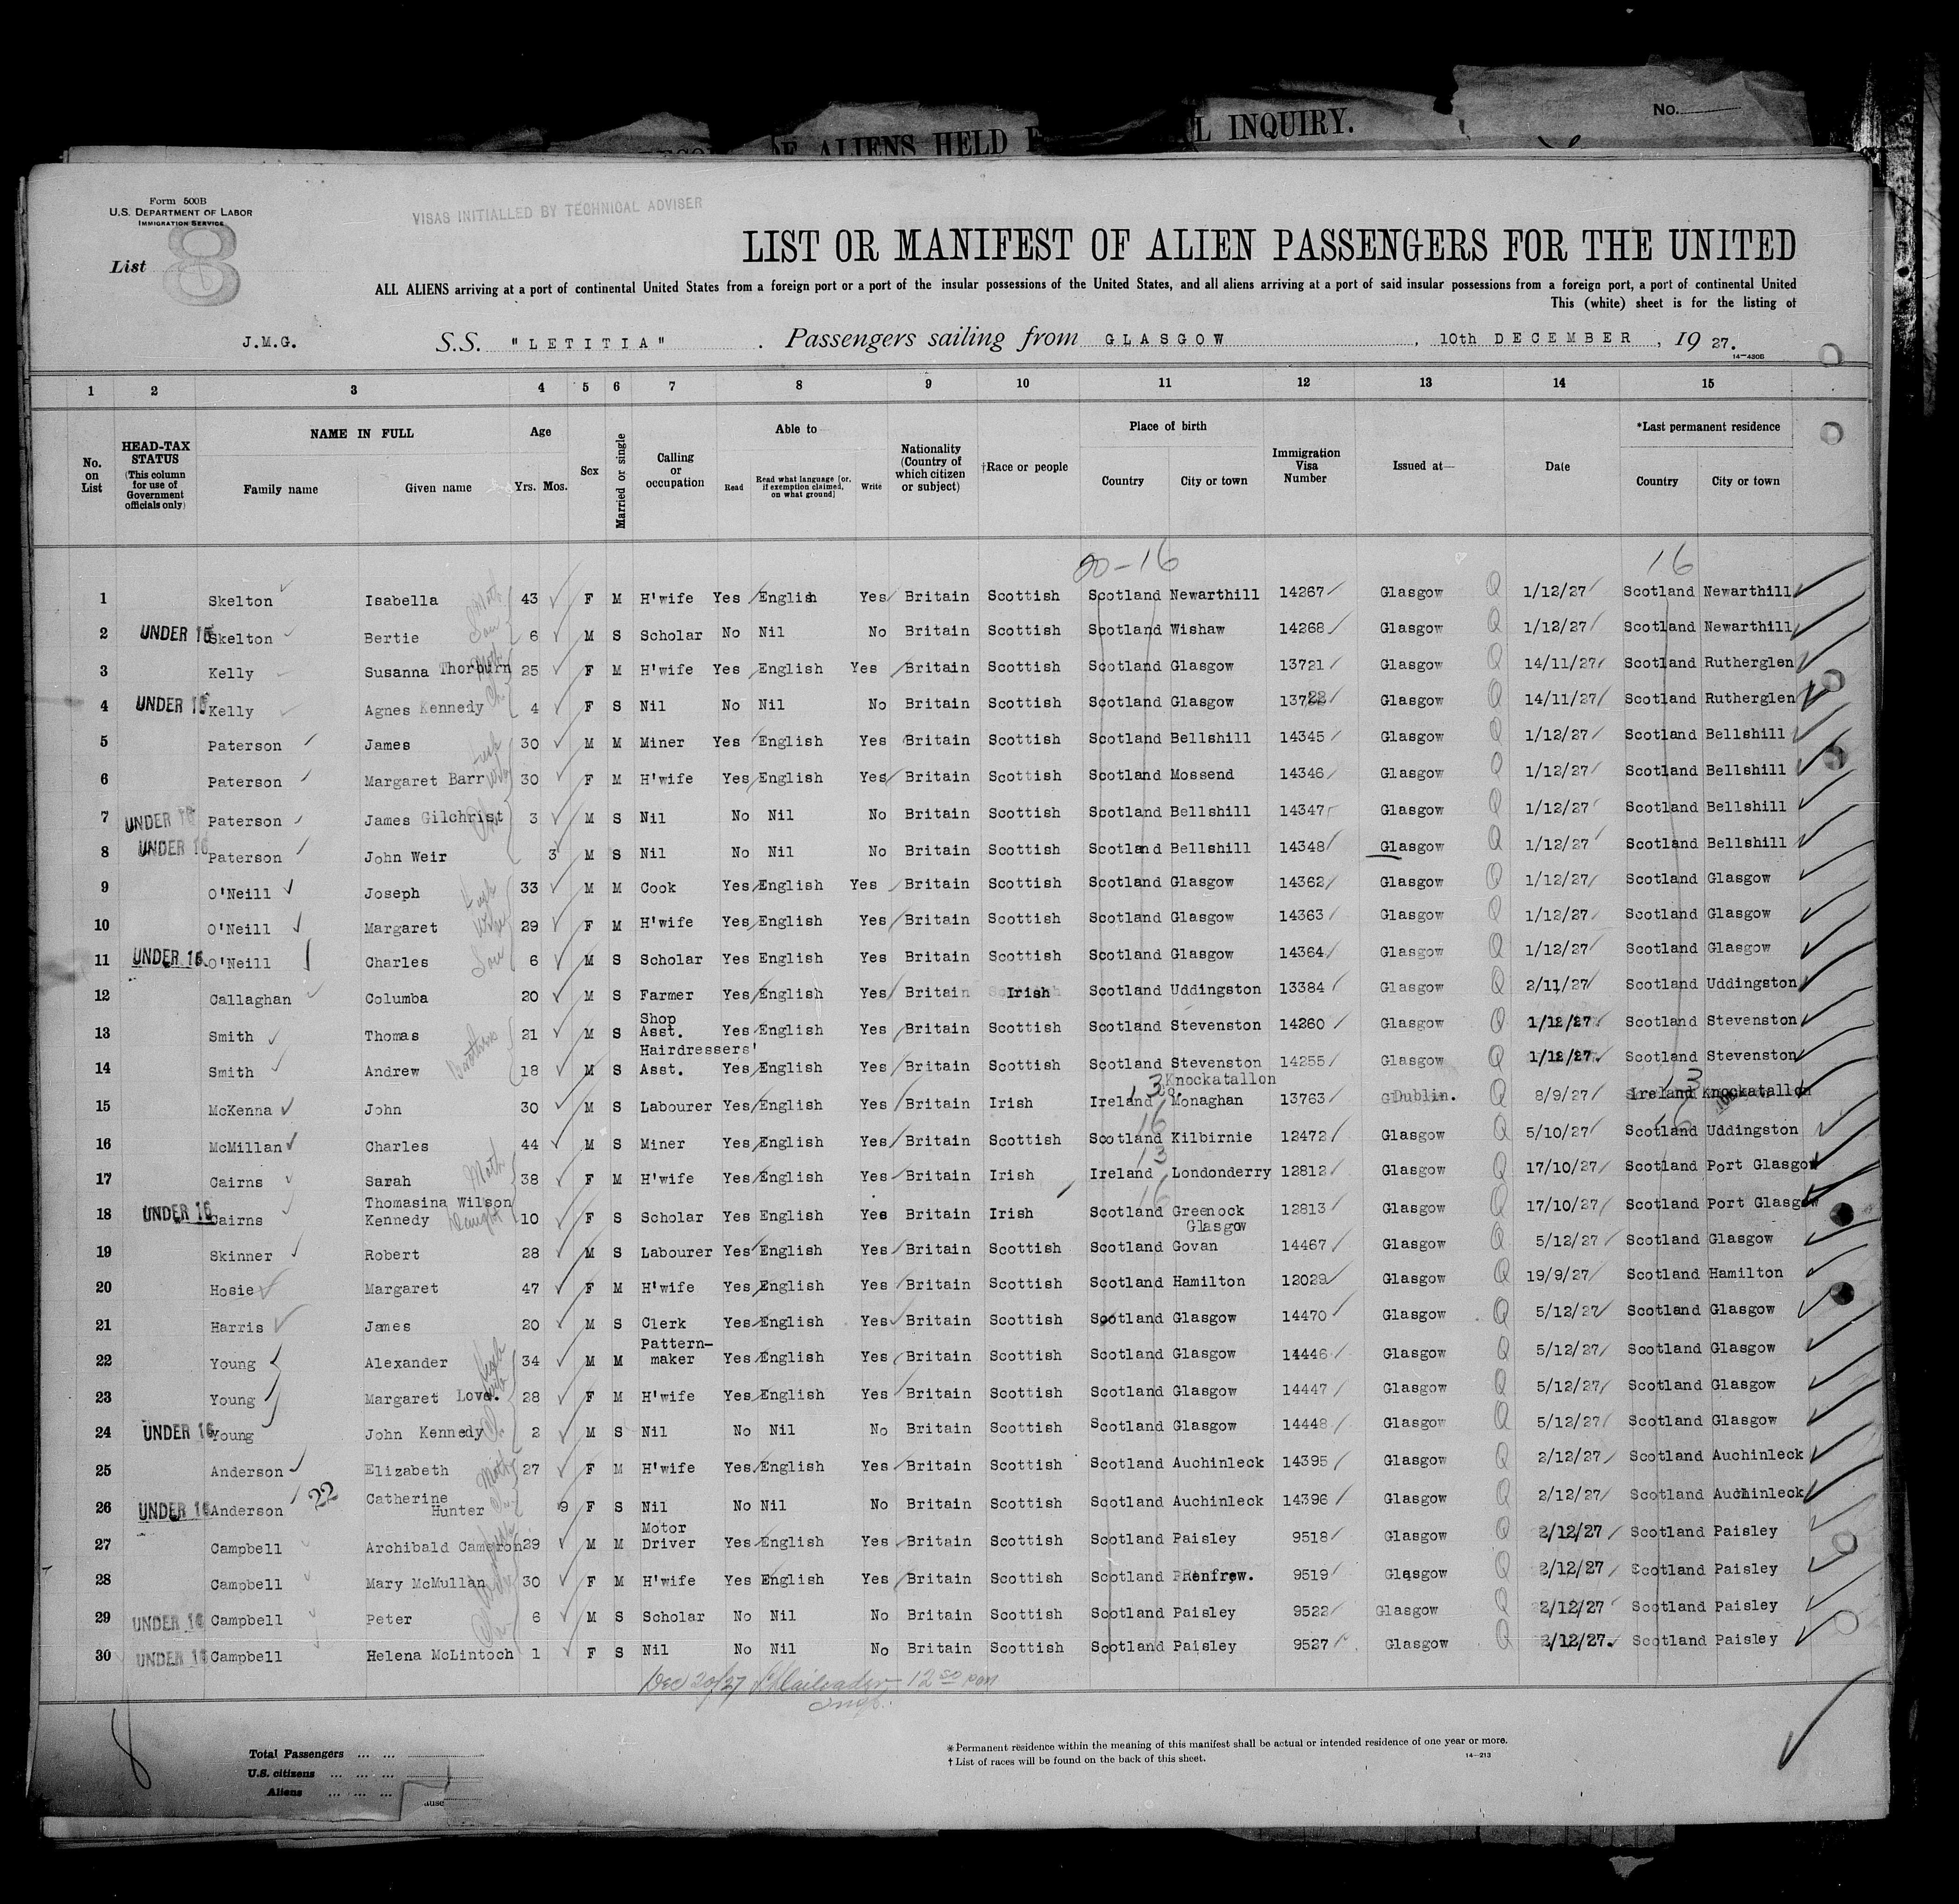 No.
OF ALIENS HELD L INQUIRY.
Form 500B
U.S. DEPARTMENT OF LABOR
IMMIGRATION SERVICE
VISAS INITIALLED BY TECHNICAL ADVISER
List 8
LIST OR MANIFEST OF ALIEN PASSENGERS FOR THE UNITED
ALL ALIENS arriving at a port of continental United States from a foreign port or a port of the insular possessions of the United States, and all aliens arriving at a port of said insular possessions from a foreign port, a port of continental United
This (white) sheet is for the listing of
J.M.G. S.S. "LETITIA". Passengers sailing from GLASGOW, 10th DECEMBER, 19 27.
14-430B
1 2 3 4 5 6 7 8 9 10 11 12 13 14 15
No. on List
HEAD-TAX STATUS (This column for use of Government officials only)
NAME IN FULL
Family name Given name
Age
Yrs. Mos.
Sex
Married or single
Calling or occupation
Able to
Read Read what language [or, if exemption claimed, on what ground] Write
Nationality (Country of which citizen or subject)
†Race or people
Place of birth
Country City or town
Immigration Visa Number
Issued at—
Date
*Last permanent residence
Country City or town
00-16 16
1 Skelton Isabella 43 F M H'wife Yes English Yes Britain Scottish Scotland Newarthill 14267 Glasgow Q 1/12/27 Scotland Newarthill
2 UNDER 16 Skelton Bertie 6 M S Scholar No Nil No Britain Scottish Scotland Wishaw 14268 Glasgow Q 1/12/27 Scotland Newarthill
3 Kelly Susanna Thorburn 25 F M H'wife Yes English Yes Britain Scottish Scotland Glasgow 13721 Glasgow Q 14/11/27 Scotland Rutherglen
4 UNDER 16 Kelly Agnes Kennedy 4 F S Nil No Nil No Britain Scottish Scotland Glasgow 13722 Glasgow Q 14/11/27 Scotland Rutherglen
5 Paterson James 30 M M Miner Yes English Yes Britain Scottish Scotland Bellshill 14345 Glasgow Q 1/12/27 Scotland Bellshill
6 Paterson Margaret Barr 30 F M H'wife Yes English Yes Britain Scottish Scotland Mossend 14346 Glasgow Q 1/12/27 Scotland Bellshill
7 UNDER 16 Paterson James Gilchrist 3 M S Nil No Nil No Britain Scottish Scotland Bellshill 14347 Glasgow Q 1/12/27 Scotland Bellshill
8 UNDER 16 Paterson John Weir 3 M S Nil No Nil No Britain Scottish Scotland Bellshill 14348 Glasgow Q 1/12/27 Scotland Bellshill
9 O'Neill Joseph 33 M M Cook Yes English Yes Britain Scottish Scotland Glasgow 14362 Glasgow Q 1/12/27 Scotland Glasgow
10 O'Neill Margaret 29 F M H'wife Yes English Yes Britain Scottish Scotland Glasgow 14363 Glasgow Q 1/12/27 Scotland Glasgow
11 UNDER 16 O'Neill Charles 6 M S Scholar Yes English Yes Britain Scottish Scotland Glasgow 14364 Glasgow Q 1/12/27 Scotland Glasgow
12 Callaghan Columba 20 M S Farmer Yes English Yes Britain Irish Scotland Uddingston 13384 Glasgow Q 2/11/27 Scotland Uddingston
13 Smith Thomas 21 M S Shop Asst. Yes English Yes Britain Scottish Scotland Stevenston 14260 Glasgow Q 1/12/27 Scotland Stevenston
14 Smith Andrew 18 M S Hairdressers' Asst. Yes English Yes Britain Scottish Scotland Stevenston 14255 Glasgow Q 1/12/27. Scotland Stevenston
15 McKenna John 30 M S Labourer Yes English Yes Britain Irish Ireland 13 Knockatallon Co. Monaghan 13763 Dublin. Q 8/9/27 Ireland 13 Knockatallon
16 McMillan Charles 44 M S Miner Yes English Yes Britain Scottish Scotland 16 Kilbirnie 12472 Glasgow Q 5/10/27 Scotland 16 Uddingston
17 Cairns Sarah 38 F M H'wife Yes English Yes Britain Irish Ireland 13 Londonderry 12812 Glasgow Q 17/10/27 Scotland Port Glasgow
18 UNDER 16 Cairns Thomasina Wilson Kennedy 10 F S Scholar Yes English Yes Britain Irish Scotland 16 Greenock 12813 Glasgow Q 17/10/27 Scotland Port Glasgow
19 Skinner Robert 28 M S Labourer Yes English Yes Britain Scottish Scotland Glasgow Govan 14467 Glasgow Q 5/12/27 Scotland Glasgow
20 Hosie Margaret 47 F M H'wife Yes English Yes Britain Scottish Scotland Hamilton 12029 Glasgow Q 19/9/27 Scotland Hamilton
21 Harris James 20 M S Clerk Yes English Yes Britain Scottish Scotland Glasgow 14470 Glasgow Q 5/12/27 Scotland Glasgow
22 Young Alexander 34 M M Pattern-maker Yes English Yes Britain Scottish Scotland Glasgow 14446 Glasgow Q 5/12/27 Scotland Glasgow
23 Young Margaret Love. 28 F M H'wife Yes English Yes Britain Scottish Scotland Glasgow 14447 Glasgow Q 5/12/27 Scotland Glasgow
24 UNDER 16 Young John Kennedy 2 M S Nil No Nil No Britain Scottish Scotland Glasgow 14448 Glasgow Q 5/12/27 Scotland Glasgow
25 Anderson Elizabeth 27 F M H'wife Yes English Yes Britain Scottish Scotland Auchinleck 14395 Glasgow Q 2/12/27 Scotland Auchinleck
26 UNDER 16 Anderson 22 Catherine Hunter 9 F S Nil No Nil No Britain Scottish Scotland Auchinleck 14396 Glasgow Q 2/12/27 Scotland Auchinleck
27 Campbell Archibald Cameron 29 M M Motor Driver Yes English Yes Britain Scottish Scotland Paisley 9518 Glasgow Q 2/12/27 Scotland Paisley
28 Campbell Mary McMullan 30 F M H'wife Yes English Yes Britain Scottish Scotland Renfrew. 9519 Glasgow Q 2/12/27 Scotland Paisley
29 UNDER 16 Campbell Peter 6 M S Scholar No Nil No Britain Scottish Scotland Paisley 9522 Glasgow Q 2/12/27 Scotland Paisley
30 UNDER 16 Campbell Helena McLintoch 1 F S Nil No Nil No Britain Scottish Scotland Paisley 9527 Glasgow Q 2/12/27. Scotland Paisley
Dec 20/27 12 50 pm
8
Total Passengers ... ...
U.S. citizens ... ... ...
Aliens ... ... ...
* Permanent residence within the meaning of this manifest shall be actual or intended residence of one year or more.
† List of races will be found on the back of this sheet.
14-213